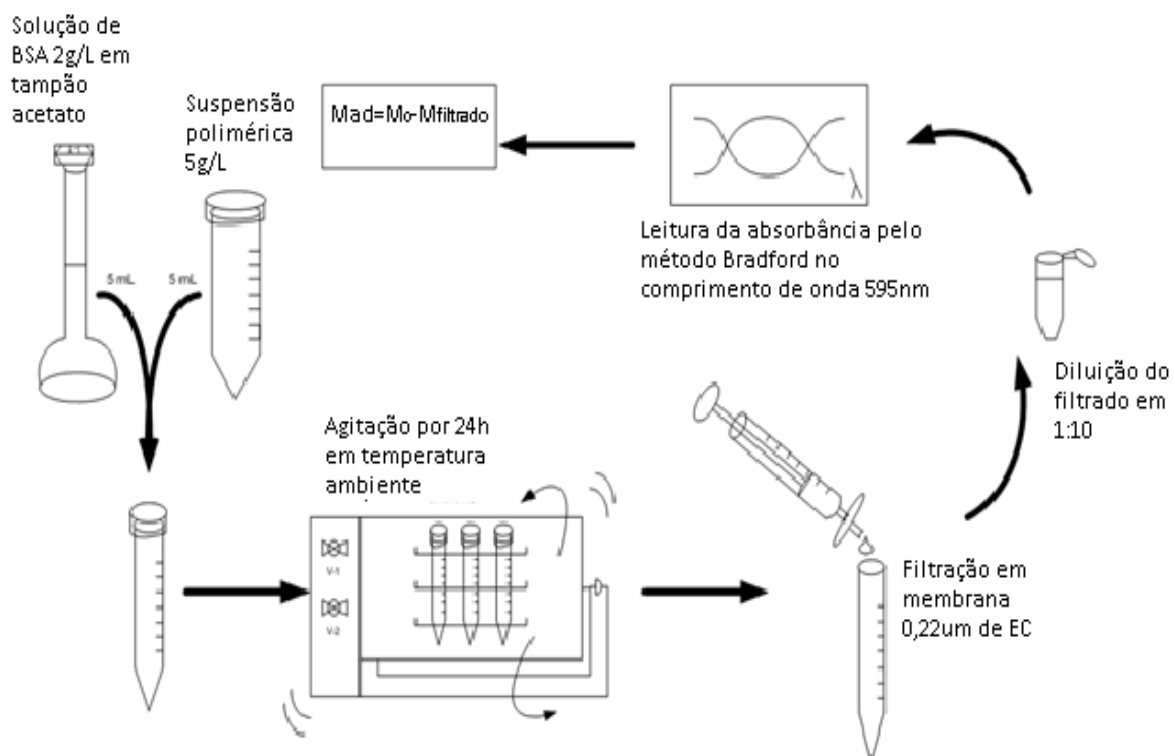 Solução de
BSA 2g/L em
tampão
acetato
Suspensão
polimérica
5g/L
5 mL
5 mL
Agitação por 24h
em temperatura
ambiente
V-1
V-2
Filtração em
membrana
0,22um de EC
Diluição do
filtrado em
1:10
Leitura da absorbância pelo
método Bradford no
comprimento de onda 595nm
λ
Mad=Mo-Mfiltrado